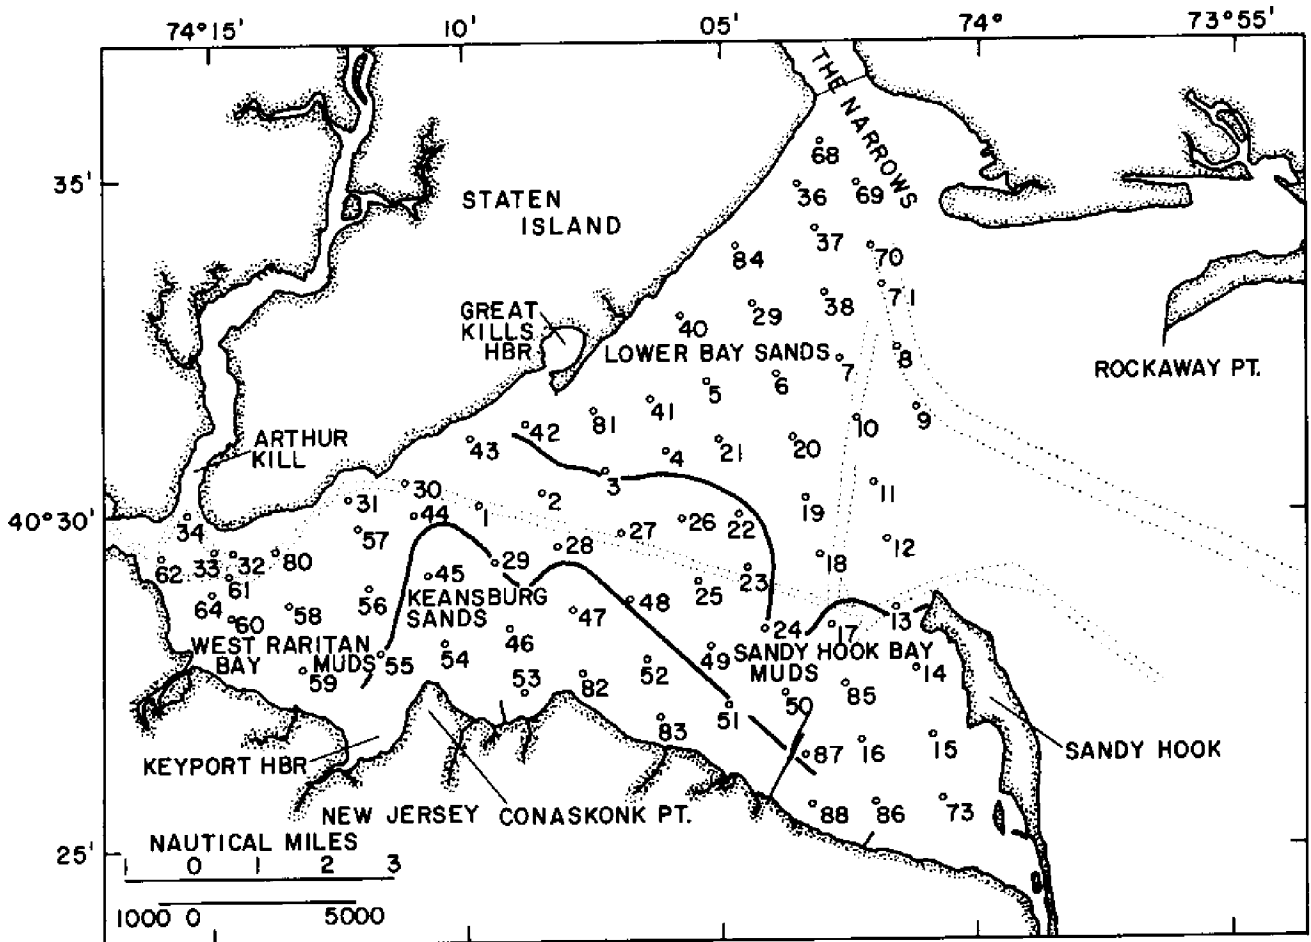 74°15' 10' 05' 74° 73°55'
THE NARROWS
68
35'
36 69
STATEN
ISLAND
37
84 70
71
38
29
GREAT
KILLS
HBR
40
LOWER BAY SANDS
8
7
ROCKAWAY PT.
6
5
41
81
9
10
42
ARTHUR
KILL
43
21 20
4
3
11
31 30
2
1
19
40°30'
34
44
26 22
57
27
12
28
18
33 32 80
62
29
61
45
23
56
25
KEANSBURG
SANDS
64
58
48
47
60
13
17
24
WEST RARITAN
BAY
MUDS
46
SANDY HOOK BAY
MUDS
55 54
49
52
14
59
53 82
50 85
51
83
15
16
SANDY HOOK
KEYPORT HBR
87
NEW JERSEY CONASKONK PT.
88 86 73
NAUTICAL MILES
25'
1 0 1 2 3
1000 0 5000